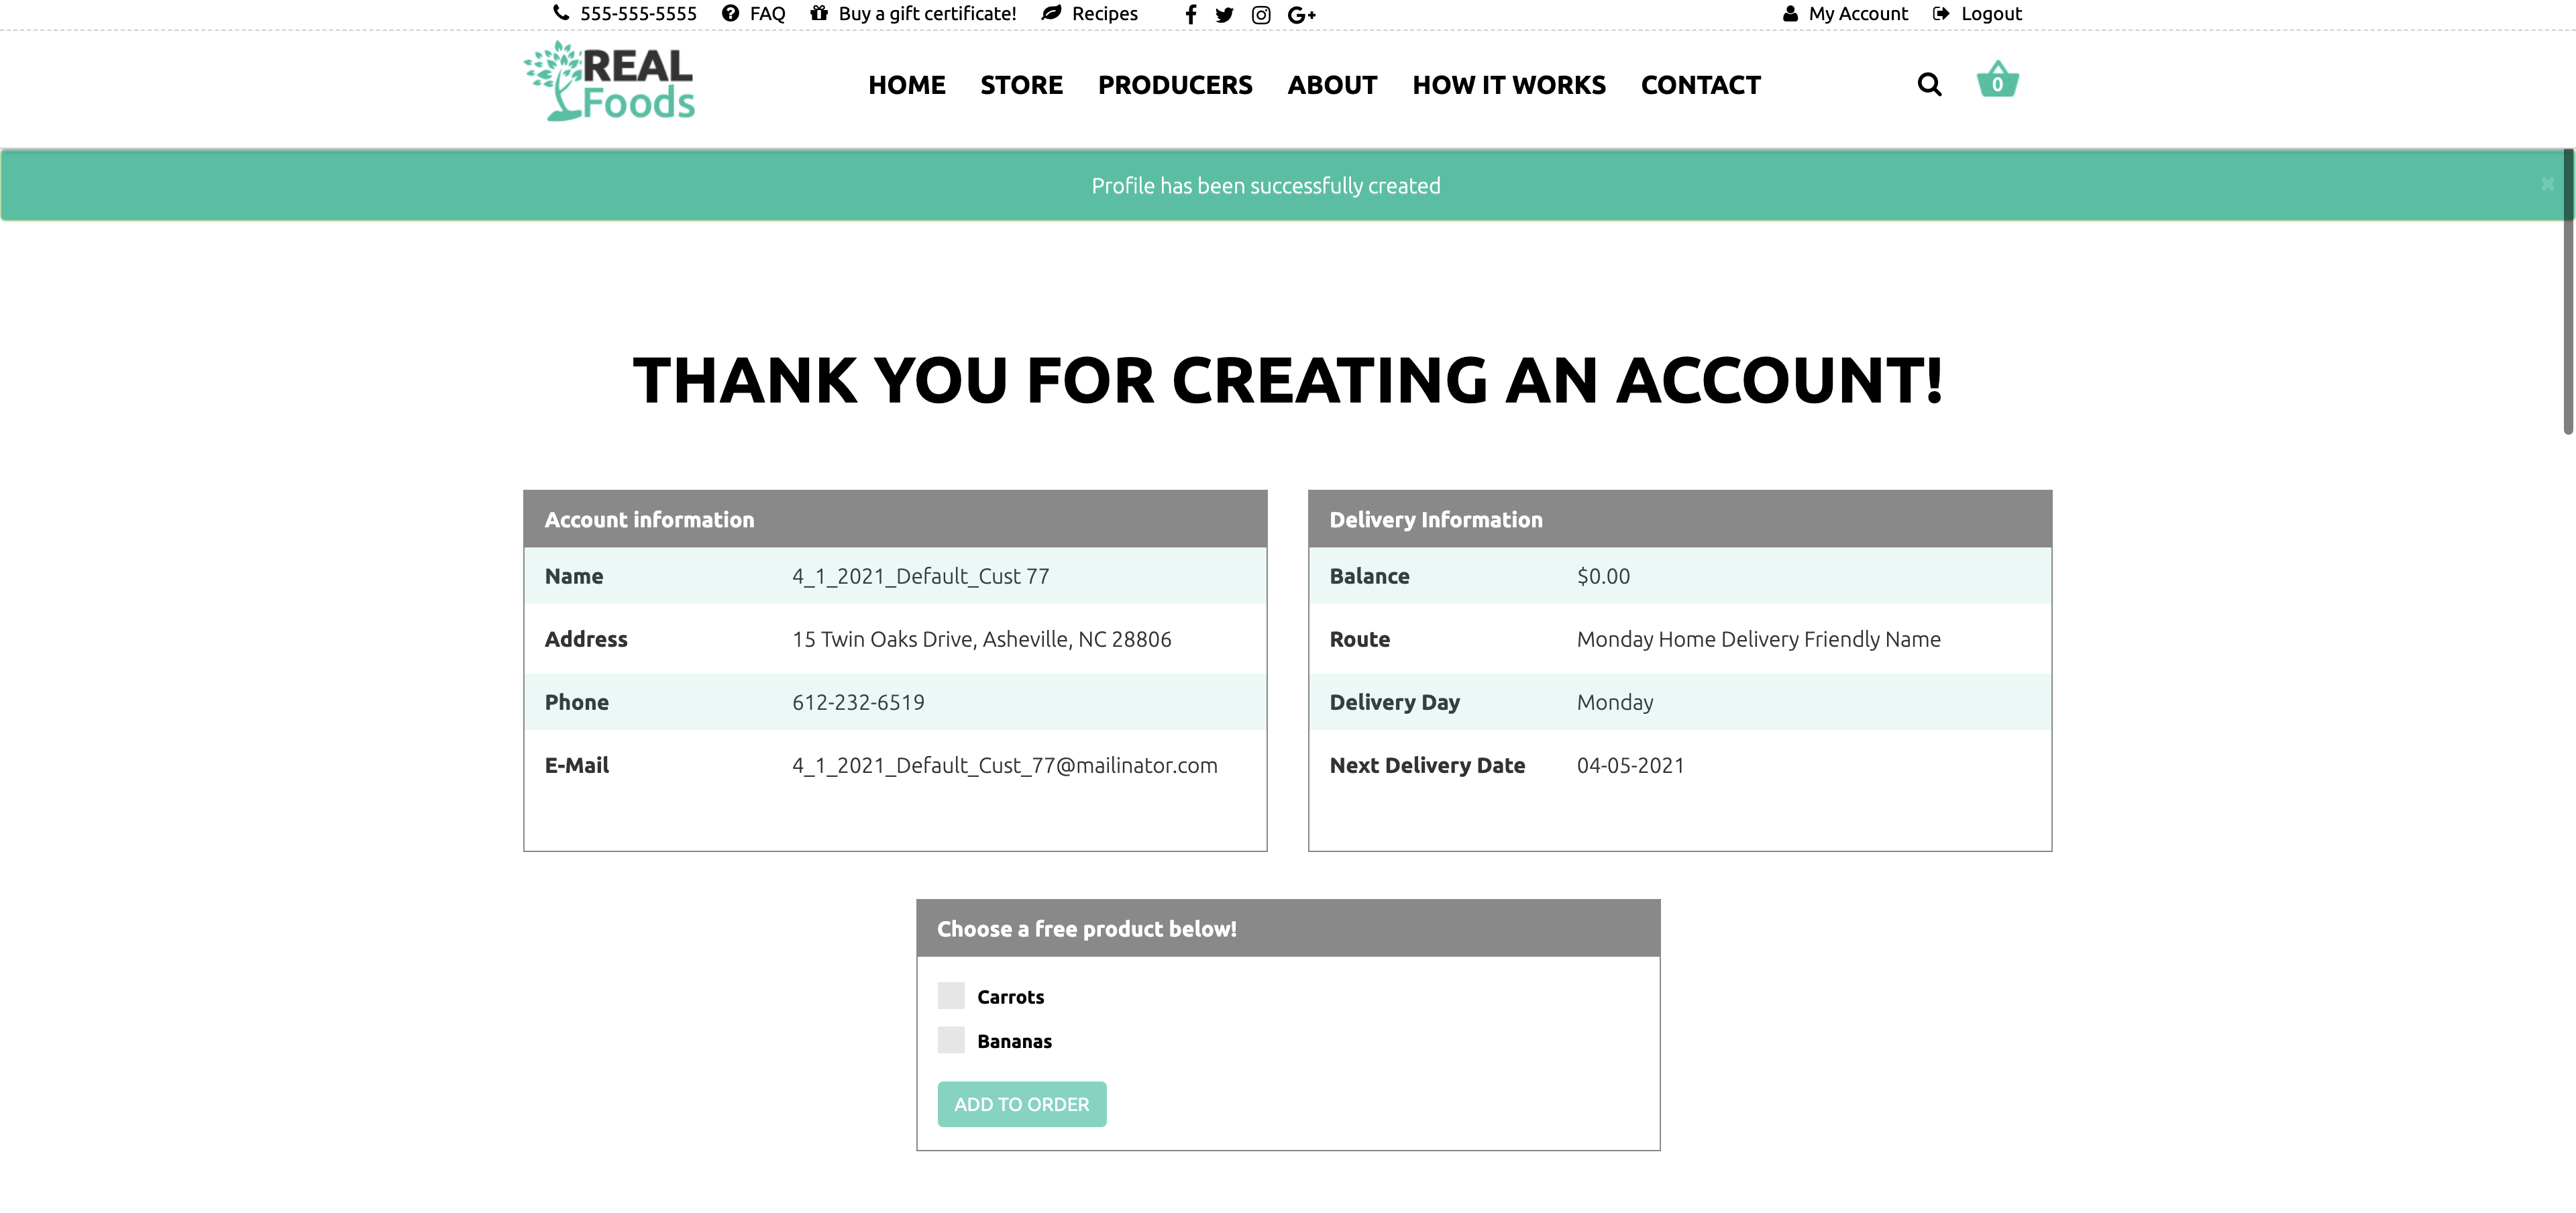 555-555-5555 FAQ Buy a gift certificate! Recipes My Account Logout
REAL
Foods
HOME STORE PRODUCERS ABOUT HOW IT WORKS CONTACT 0
Profile has been successfully created
THANK YOU FOR CREATING AN ACCOUNT!
Account information
Name 4_1_2021_Default_Cust 77
Address 15 Twin Oaks Drive, Asheville, NC 28806
Phone 612-232-6519
E-Mail 4_1_2021_Default_Cust_77@mailinator.com
Delivery Information
Balance $0.00
Route Monday Home Delivery Friendly Name
Delivery Day Monday
Next Delivery Date 04-05-2021
Choose a free product below!
Carrots
Bananas
ADD TO ORDER